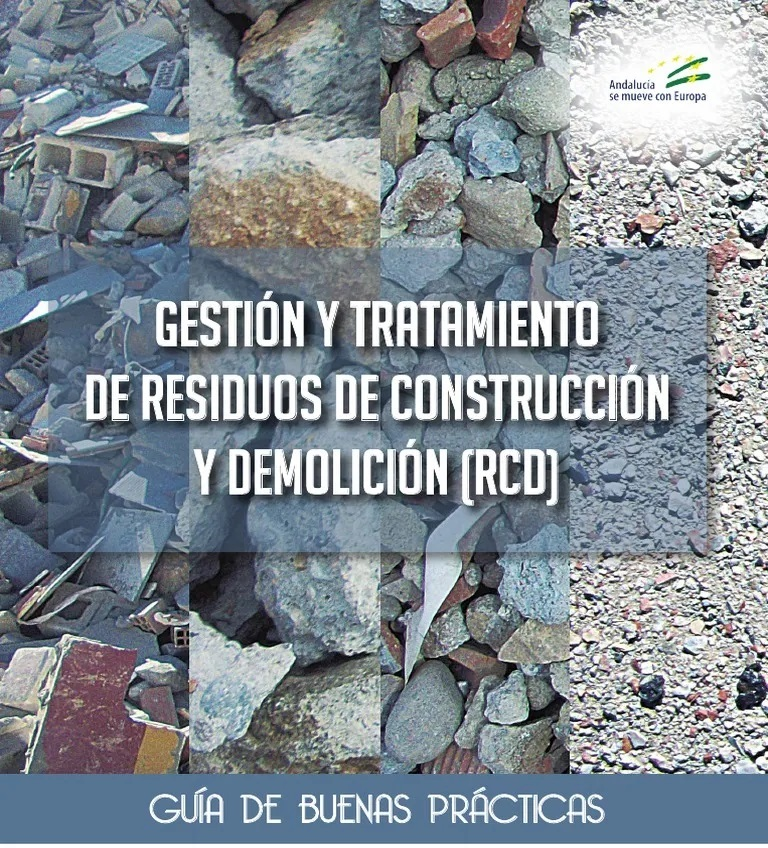 Andalucía
se mueve con Europa
GESTIÓN Y TRATAMIENTO
DE RESIDUOS DE CONSTRUCCIÓN
Y DEMOLICIÓN (RCD)
GUÍA DE BUENAS PRÁCTICAS